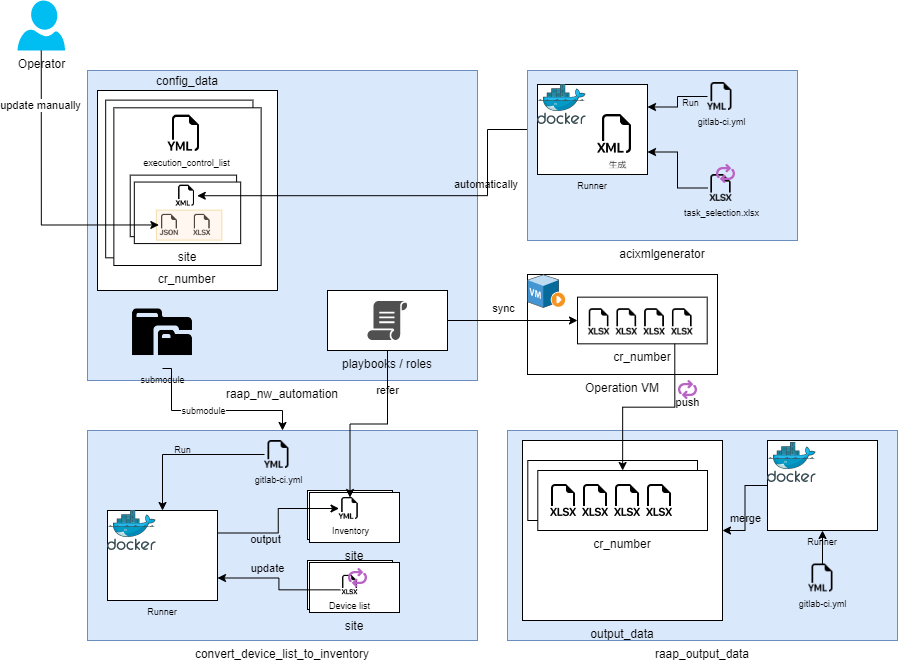 Operator
update manually
config_data
YML
execution_control_list
XML
JSON
XLSX
site
cr_number
submodule
playbooks / roles
raap_nw_automation
automatically
docker
XML
生成
Runner
Run
YML
gitlab-ci.yml
XLSX
task_selection.xlsx
acixmlgenerator
sync
VM
XLSX
XLSX
XLSX
XLSX
cr_number
Operation VM
push
refer
submodule
Run
YML
gitlab-ci.yml
docker
Runner
output
YML
Inventory
site
update
XLSX
Device list
site
convert_device_list_to_inventory
XLSX
XLSX
XLSX
XLSX
cr_number
output_data
merge
docker
Runner
YML
gitlab-ci.yml
raap_output_data